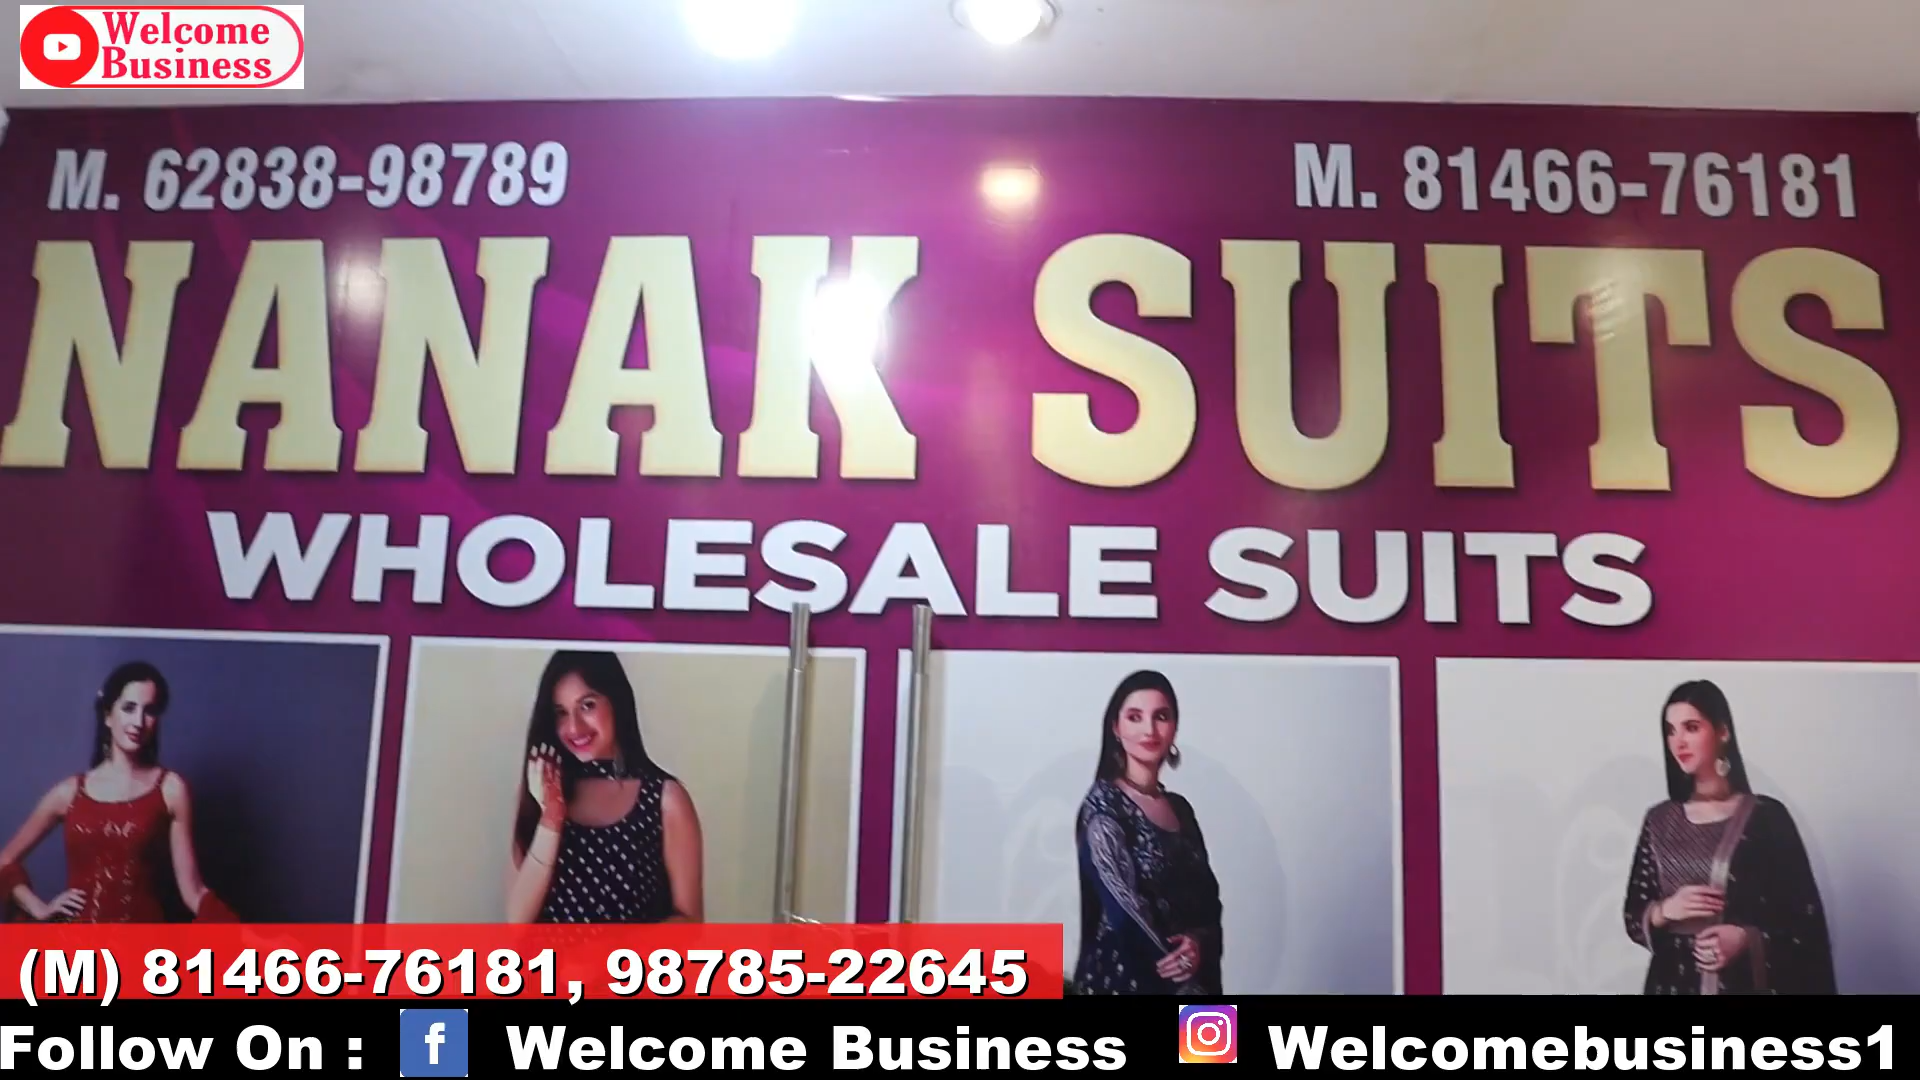 Welcome
Business
M. 62838-98789
M. 81466-76181
NANAK SUITS
WHOLESALE SUITS
(M) 81466-76181, 98785-22645
Follow On : f Welcome Business Welcomebusiness1